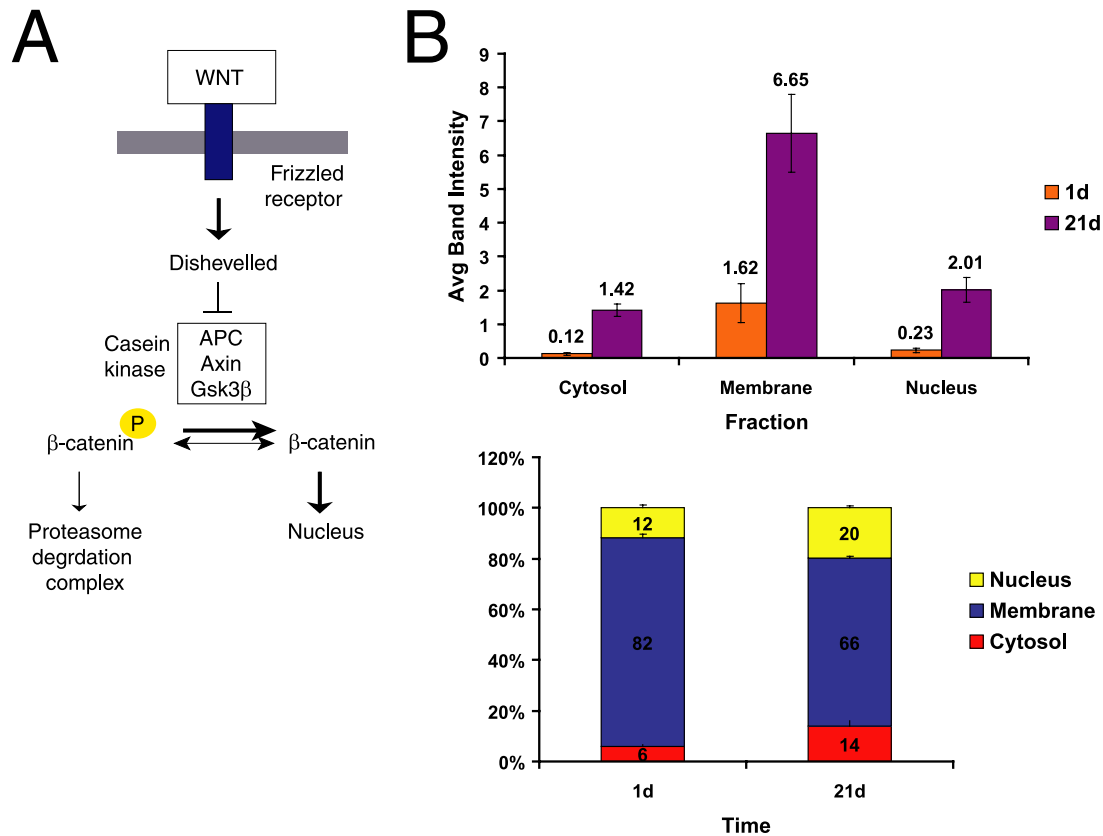 A
WNT
Frizzled
receptor
Dishevelled
Casein
kinase
APC
Axin
Gsk3β
P
β-catenin
β-catenin
Proteasome
degrdation
complex
Nucleus
B
Avg Band Intensity
9
8
7
6
5
4
3
2
1
0
0.12
1.42
1.62
6.65
0.23
2.01
Cytosol
Membrane
Nucleus
Fraction
1d
21d
120%
100%
80%
60%
40%
20%
0%
12
82
6
20
66
14
1d
21d
Time
Nucleus
Membrane
Cytosol